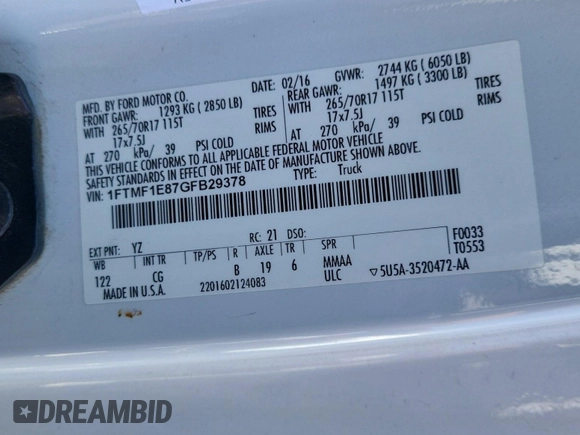 MFD. BY FORD MOTOR CO.
02/16
GVWR: 2744 KG ( 6050 LB)
FRONT GAWR: 1293 KG ( 2850 LB)
REAR GAWR: 1497 KG ( 3300 LB)
WITH 265/70R17 115T TIRES
WITH 265/70R17 115T TIRES
17x7.5J RIMS
17x7.5J RIMS
AT 270 kPa/ 39 PSI COLD
AT 270 kPa/ 39 PSI COLD
THIS VEHICLE CONFORMS TO ALL APPLICABLE FEDERAL MOTOR VEHICLE
SAFETY STANDARDS IN EFFECT ON THE DATE OF MANUFACTURE SHOWN ABOVE.
VIN: 1FTMF1E87GFB29378
TYPE: Truck
EXT PNT: YZ
RC: 21 DSO:
F0033
WB INT TR TP/PS R AXLE TR SPR
T0553
122 CG B 19 6 MMAA
MADE IN U.S.A.
2201602124083
ULC
5U5A-3520472-AA
DREAMBID